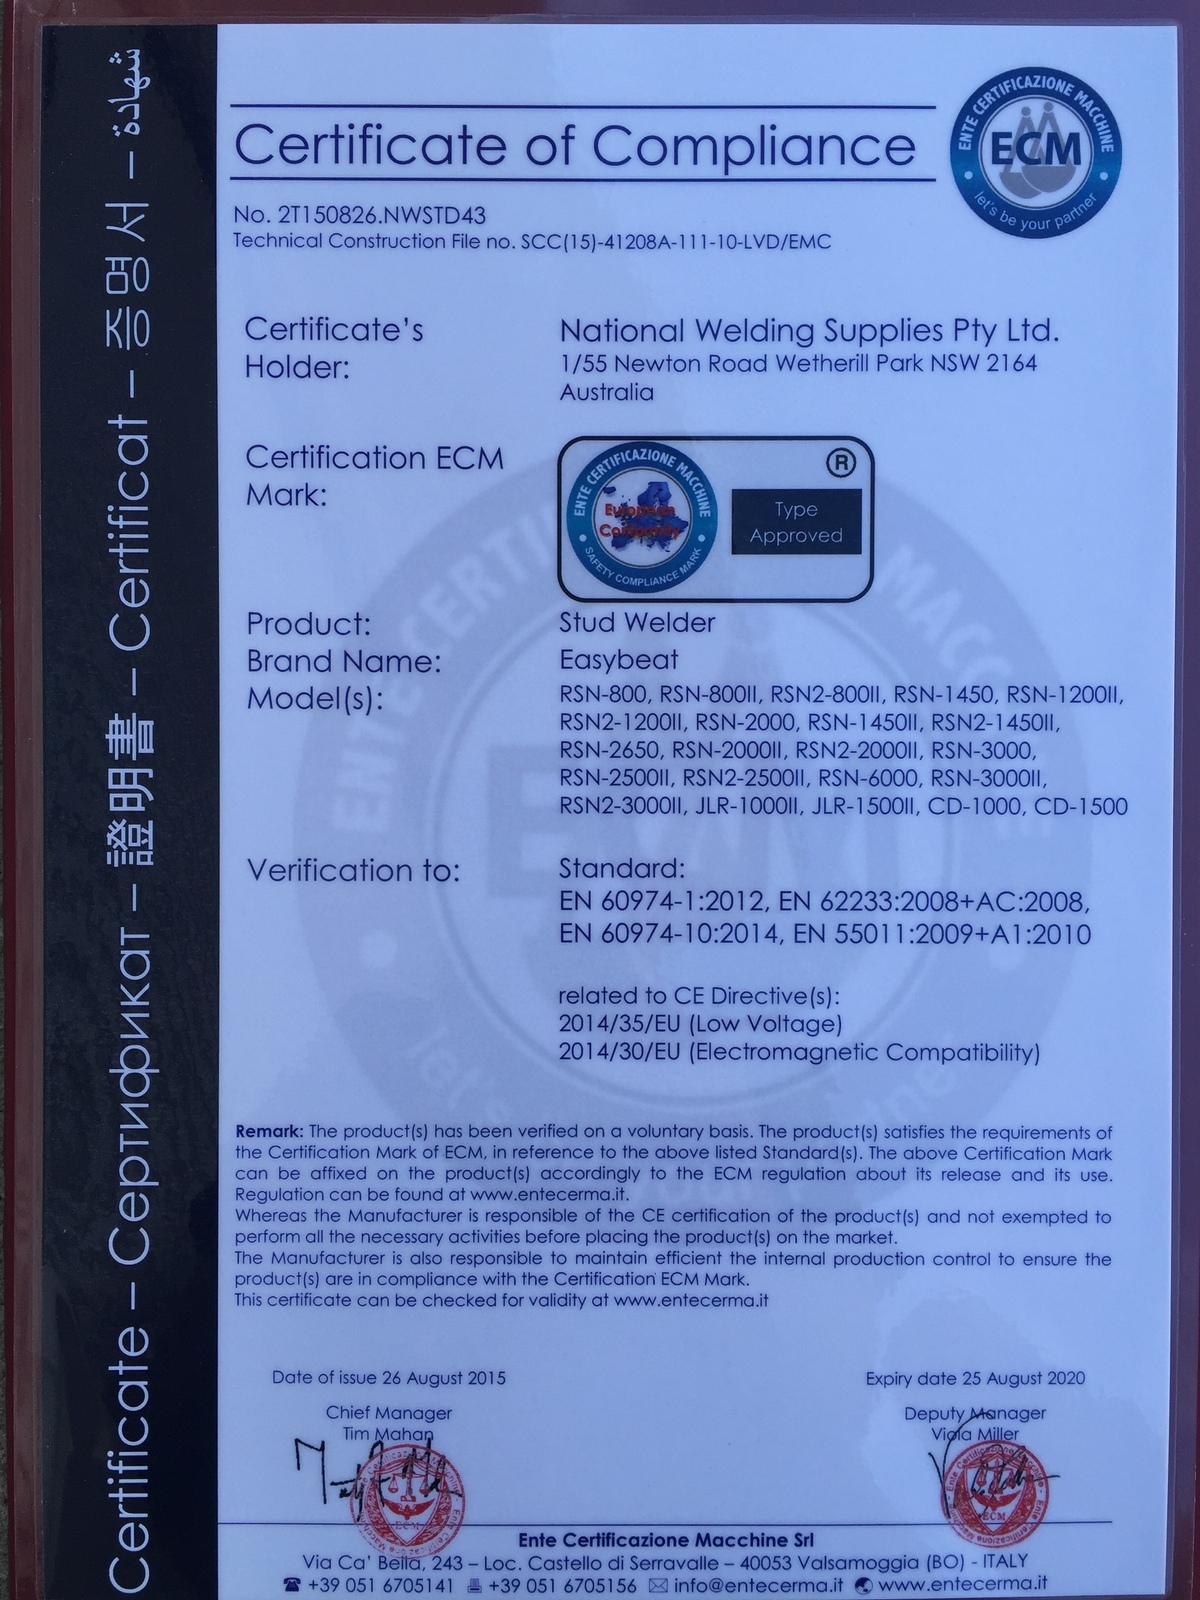 Certificate – Сертификат – 證明書 – Certificat – 증명서 – شهادة
Certificate of Compliance
ENTE CERTIFICAZIONE MACCHINE
ECM
let's be your partner
No. 2T150826.NWSTD43
Technical Construction File no. SCC(15)-41208A-111-10-LVD/EMC
Certificate's
Holder:
National Welding Supplies Pty Ltd.
1/55 Newton Road Wetherill Park NSW 2164
Australia
Certification ECM
Mark:
ENTE CERTIFICAZIONE MACCHINE
European
Conformity
SAFETY COMPLIANCE MARK
®
Type
Approved
Product: Stud Welder
Brand Name: Easybeat
Model(s): RSN-800, RSN-800II, RSN2-800II, RSN-1450, RSN-1200II,
RSN2-1200II, RSN-2000, RSN-1450II, RSN2-1450II,
RSN-2650, RSN-2000II, RSN2-2000II, RSN-3000,
RSN-2500II, RSN2-2500II, RSN-6000, RSN-3000II,
RSN2-3000II, JLR-1000II, JLR-1500II, CD-1000, CD-1500
Verification to: Standard:
EN 60974-1:2012, EN 62233:2008+AC:2008,
EN 60974-10:2014, EN 55011:2009+A1:2010
related to CE Directive(s):
2014/35/EU (Low Voltage)
2014/30/EU (Electromagnetic Compatibility)
Remark: The product(s) has been verified on a voluntary basis. The product(s) satisfies the requirements of
the Certification Mark of ECM, in reference to the above listed Standard(s). The above Certification Mark
can be affixed on the product(s) accordingly to the ECM regulation about its release and its use.
Regulation can be found at www.entecerma.it.
Whereas the Manufacturer is responsible of the CE certification of the product(s) and not exempted to
perform all the necessary activities before placing the product(s) on the market.
The Manufacturer is also responsible to maintain efficient the internal production control to ensure the
product(s) are in compliance with the Certification ECM Mark.
This certificate can be checked for validity at www.entecerma.it
Date of issue 26 August 2015
Expiry date 25 August 2020
Chief Manager
Tim Mahan
Deputy Manager
Viola Miller
Ente Certificazione Macchine Srl
Via Ca' Bella, 243 – Loc. Castello di Serravalle – 40053 Valsamoggia (BO) - ITALY
+39 051 6705141 +39 051 6705156 info@entecerma.it www.entecerma.it